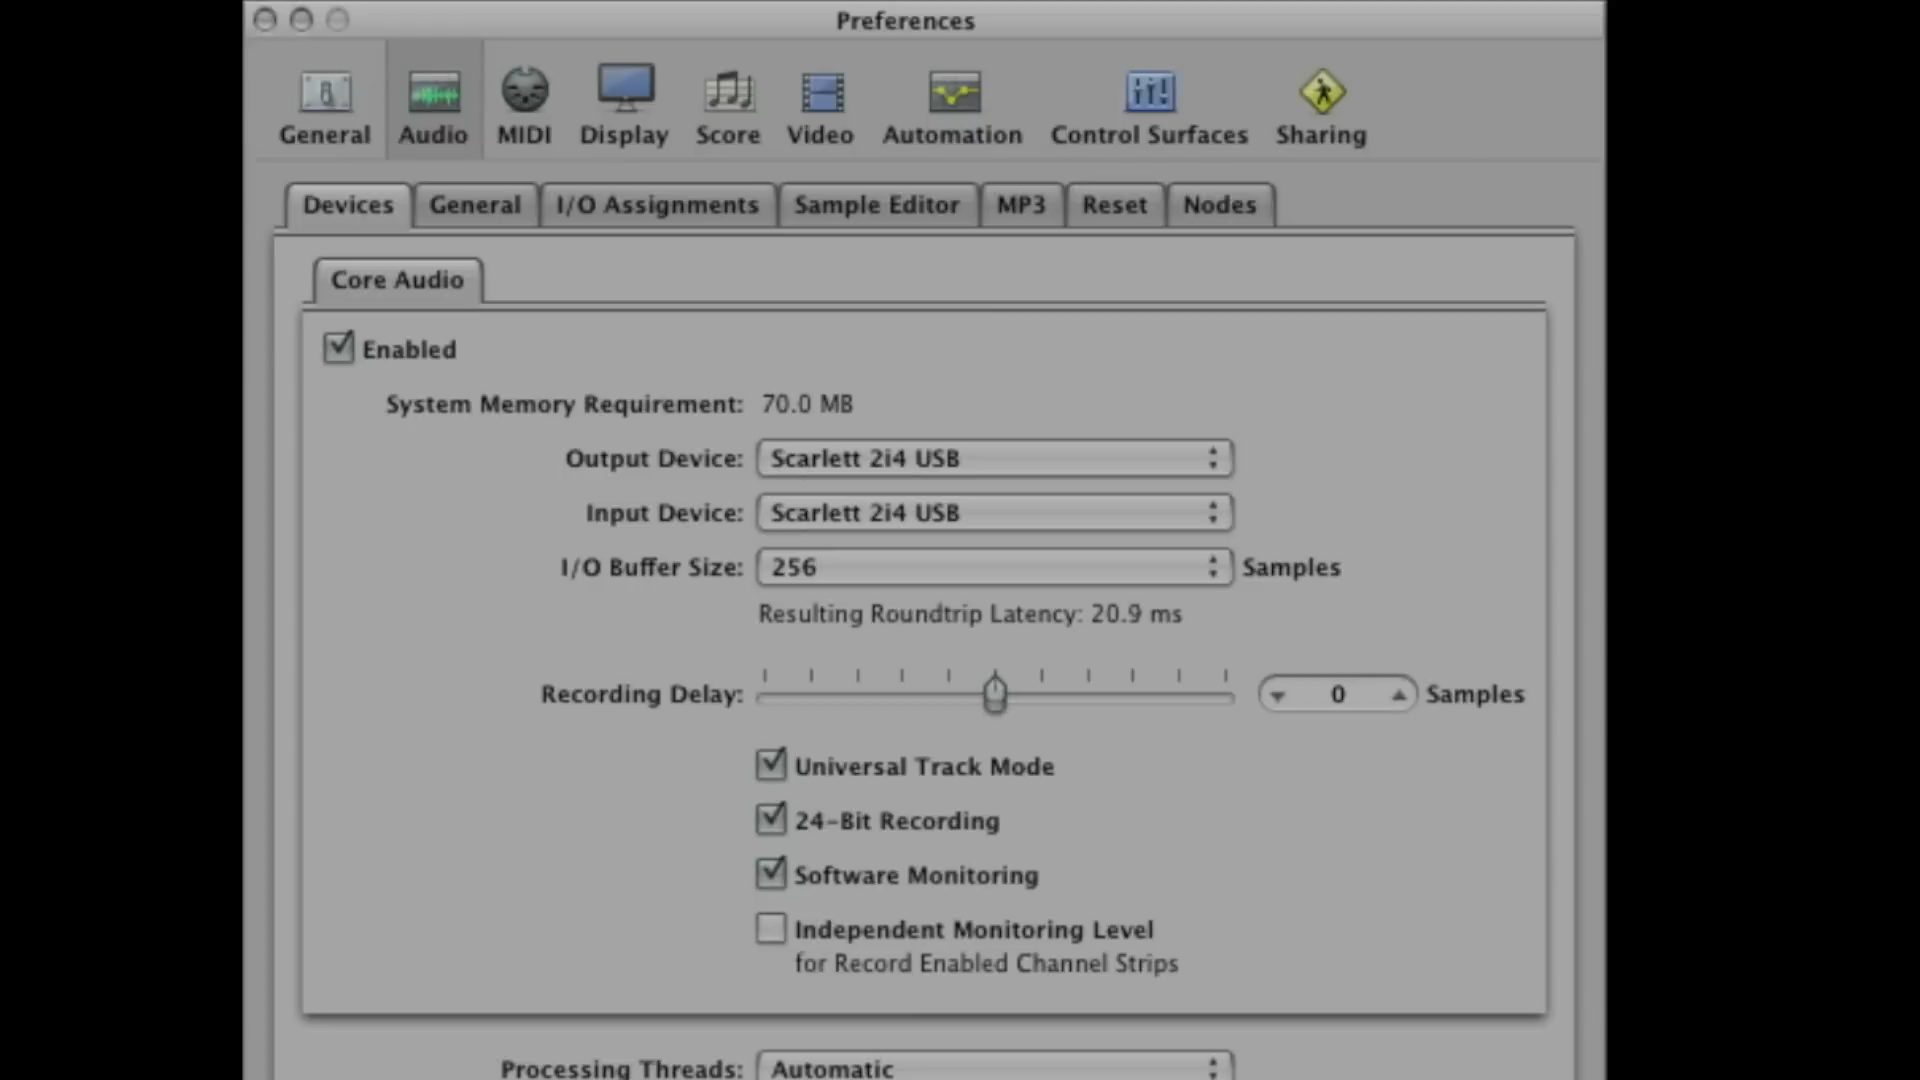 Preferences
General Audio MIDI Display Score Video Automation Control Surfaces Sharing
Devices General I/O Assignments Sample Editor MP3 Reset Nodes
Core Audio
Enabled
System Memory Requirement: 70.0 MB
Output Device: Scarlett 2i4 USB
Input Device: Scarlett 2i4 USB
I/O Buffer Size: 256 Samples
Resulting Roundtrip Latency: 20.9 ms
Recording Delay: 0 Samples
Universal Track Mode
24-Bit Recording
Software Monitoring
Independent Monitoring Level
for Record Enabled Channel Strips
Processing Threads: Automatic